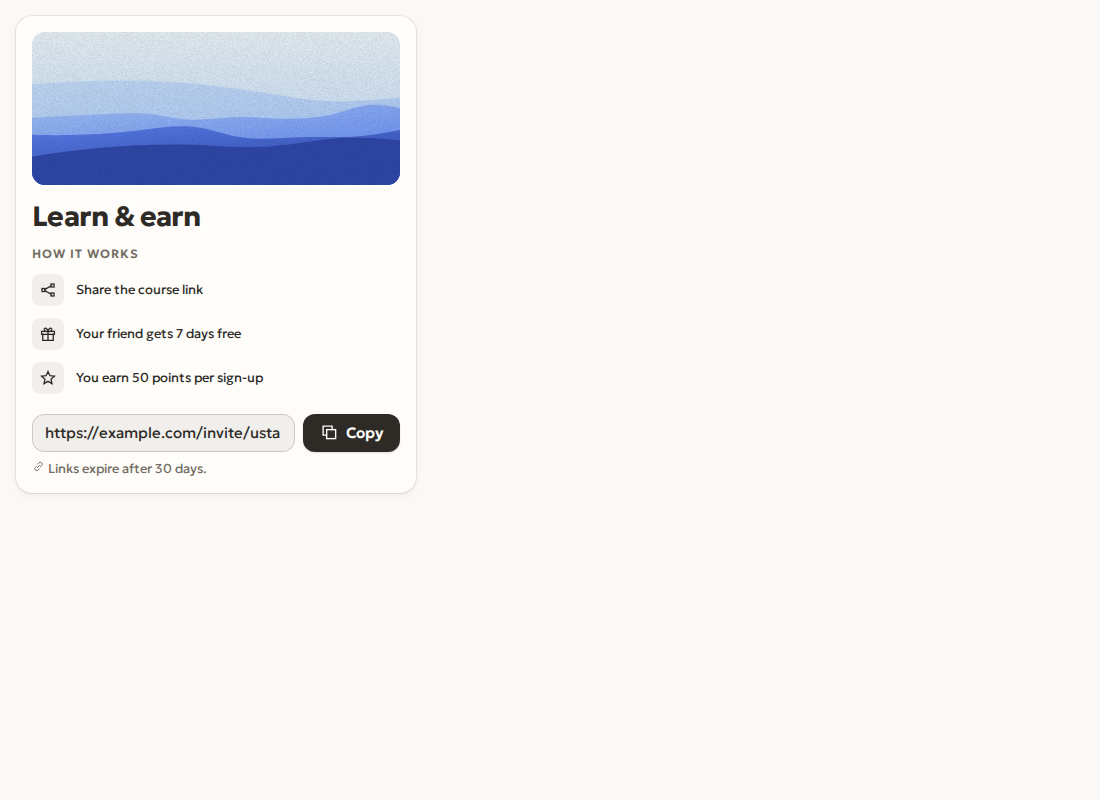 Learn & earn
HOW IT WORKS
Share the course link
Your friend gets 7 days free
You earn 50 points per sign-up
https://example.com/invite/usta
Copy
Links expire after 30 days.